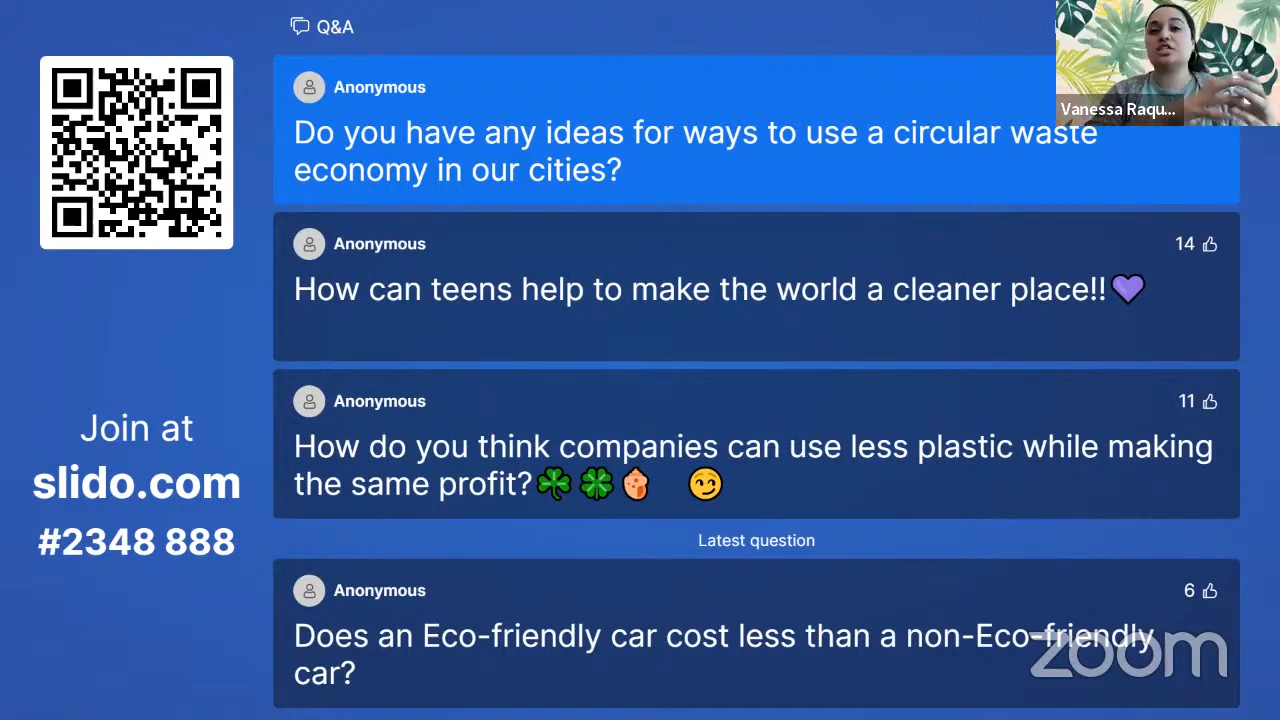 Q&A
Vanessa Raqu...
Anonymous
Do you have any ideas for ways to use a circular waste
economy in our cities?
Anonymous
14
How can teens help to make the world a cleaner place!!💜
Anonymous
11
How do you think companies can use less plastic while making
the same profit?☘️🍀 😏
Join at
slido.com
#2348 888
Latest question
Anonymous
6
Does an Eco-friendly car cost less than a non-Eco-friendly
car?
zoom